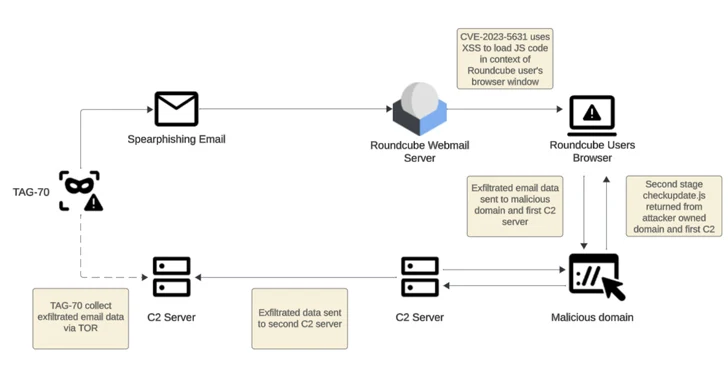 CVE-2023-5631 uses
XSS to load JS code
in context of
Roundcube user's
browser window
Spearphishing Email
Roundcube Webmail
Server
Roundcube Users
Browser
TAG-70
Exfiltrated email data
sent to malicious
domain and first C2
server
Second stage
checkupdate.js
returned from
attacker owned
domain and first C2
TAG-70 collect
exfiltrated email data
via TOR
C2 Server
Exfiltrated data sent
to second C2 server
C2 Server
Malicious domain